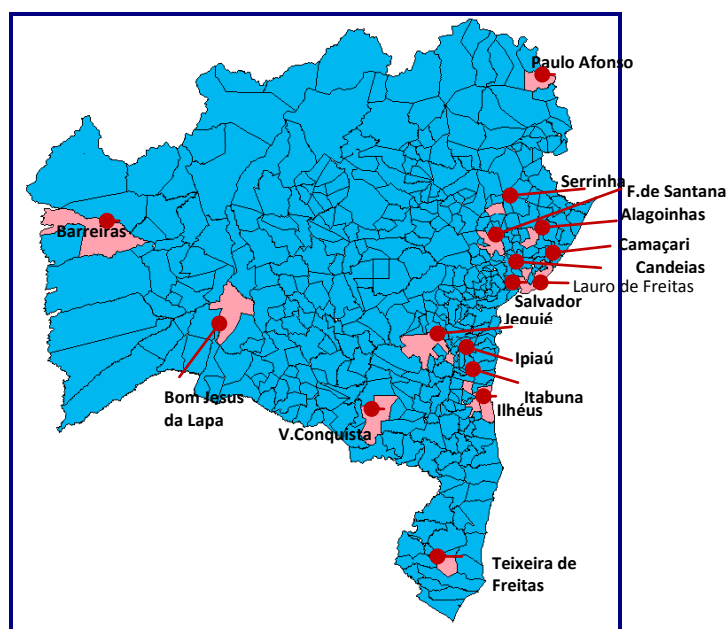 Paulo Afonso
Serrinha
F.de Santana
Alagoinhas
Barreiras
Camaçari
Candeias
Lauro de Freitas
Salvador
Jequié
Ipiaú
Bom Jesus
da Lapa
Itabuna
Ilhéus
V.Conquista
Teixeira de
Freitas